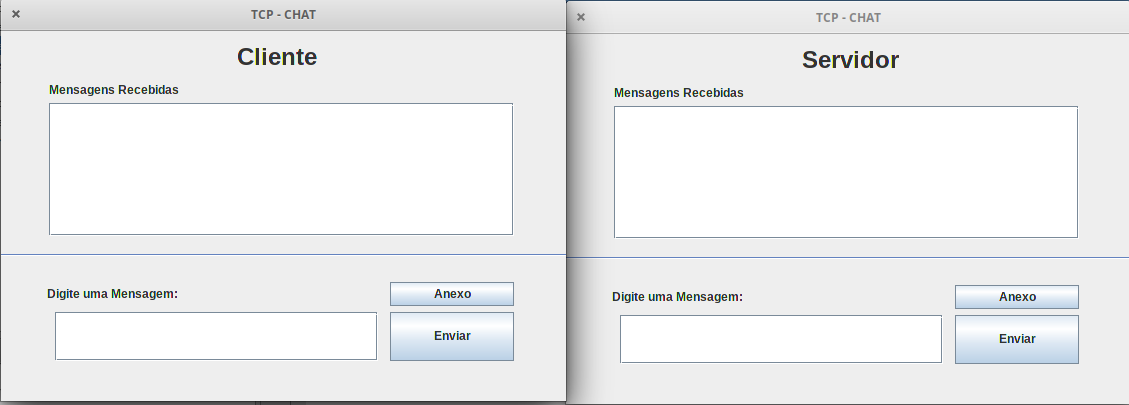 TCP - CHAT
Cliente
Mensagens Recebidas
Digite uma Mensagem:
Anexo
Enviar
TCP - CHAT
Servidor
Mensagens Recebidas
Digite uma Mensagem:
Anexo
Enviar